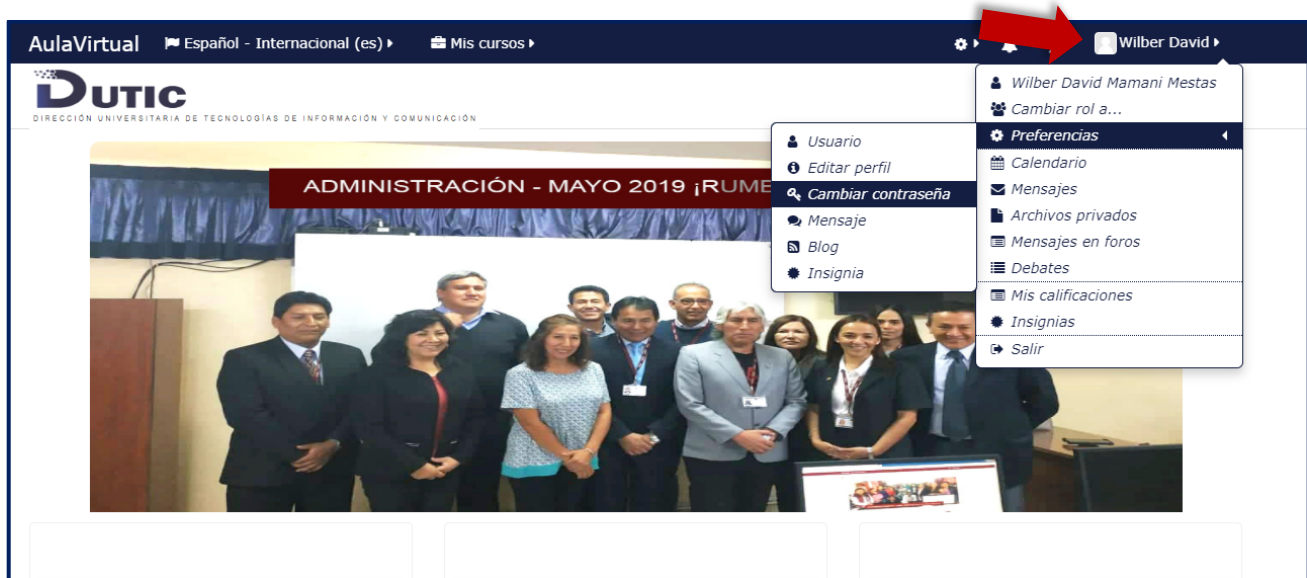 AulaVirtual Español - Internacional (es) Mis cursos Wilber David
DUTIC
DIRECCIÓN UNIVERSITARIA DE TECNOLOGÍAS DE INFORMACIÓN Y COMUNICACIÓN
Wilber David Mamani Mestas
Cambiar rol a...
Preferencias
Calendario
Mensajes
Archivos privados
Mensajes en foros
Debates
Mis calificaciones
Insignias
Salir
Usuario
Editar perfil
Cambiar contraseña
Mensaje
Blog
Insignia
ADMINISTRACIÓN - MAYO 2019